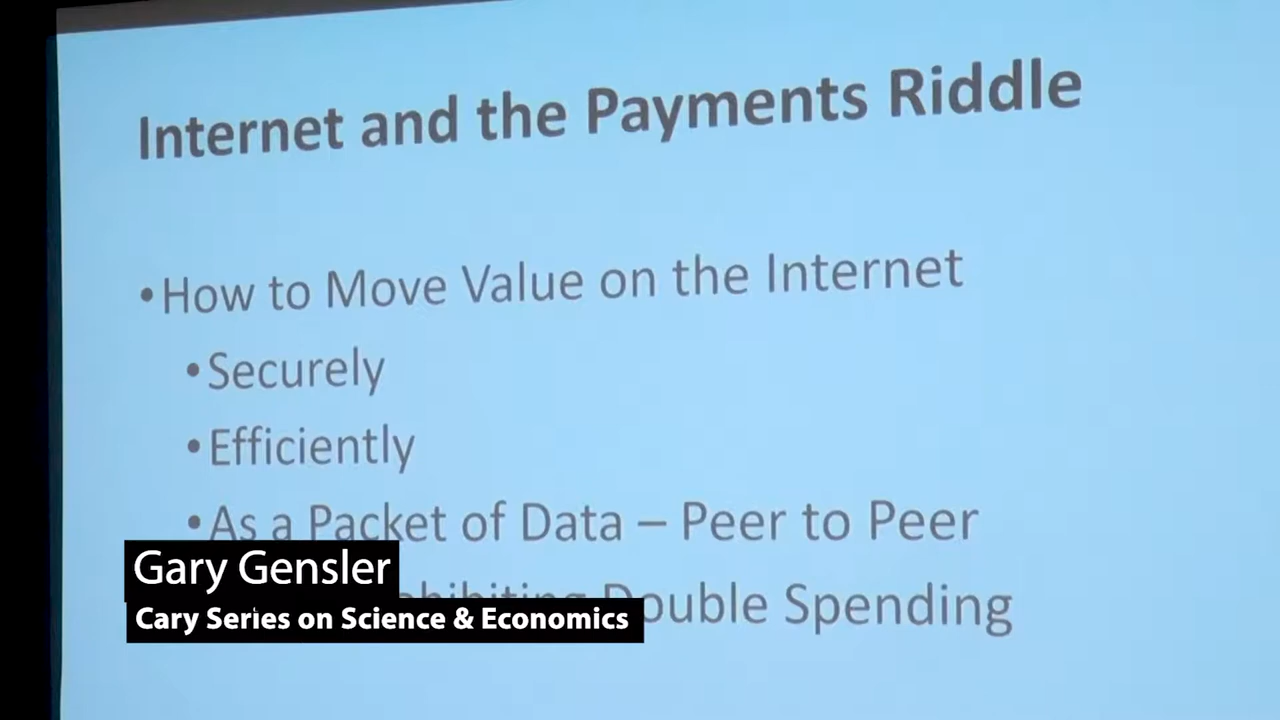 Internet and the Payments Riddle
•How to Move Value on the Internet
•Securely
•Efficiently
•As a Packet of Data – Peer to Peer
Double Spending
Gary Gensler
Cary Series on Science & Economics